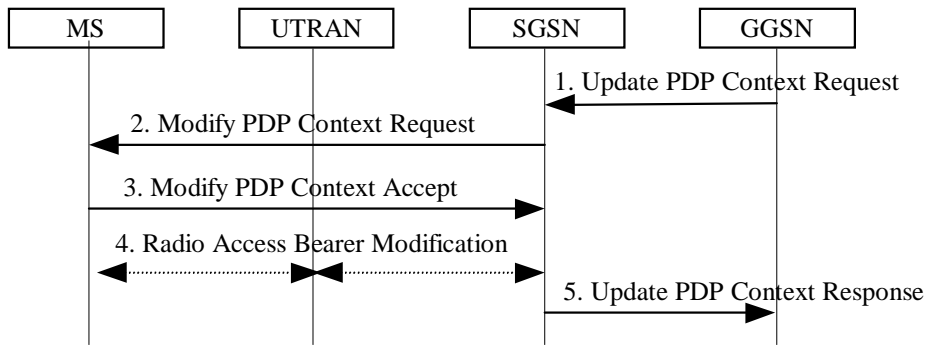 MS
UTRAN
SGSN
GGSN
1. Update PDP Context Request
2. Modify PDP Context Request
3. Modify PDP Context Accept
4. Radio Access Bearer Modification
5. Update PDP Context Response